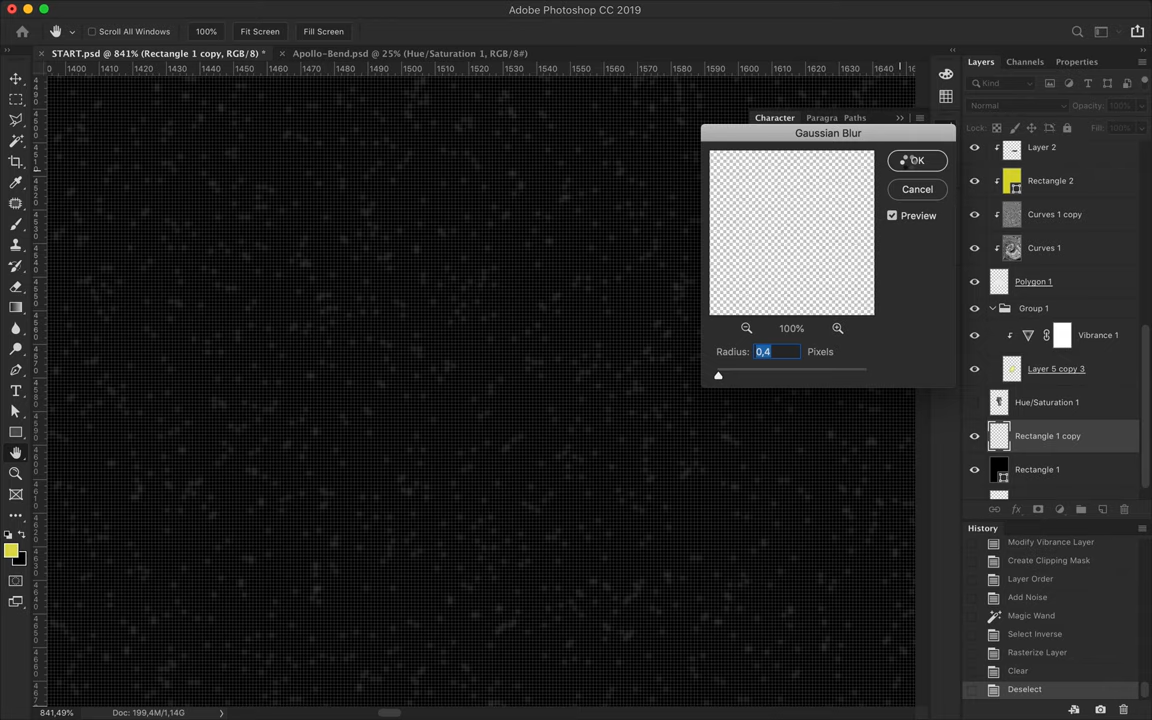 Adobe Photoshop CC 2019
Scroll All Windows 100% Fit Screen Fill Screen
START.psd @ 841% (Rectangle 1 copy, RGB/8) * Apollo-Bend.psd @ 25% (Hue/Saturation 1, RGB/8#)
1400 1410 1420 1430 1440 1450 1460 1470 1480 1490 1500 1510 1520 1530 1540 1550 1560 1570 1580 1590 1600 1610 1620 1630 1640
Character Paragra Paths
Gaussian Blur
OK
Cancel
Preview
100%
Radius: 0,4 Pixels
Layers Channels Properties
Kind
Normal Opacity: 100%
Lock: Fill: 100%
Layer 2
Rectangle 2
Curves 1 copy
Curves 1
Polygon 1
Group 1
Vibrance 1
Layer 5 copy 3
Hue/Saturation 1
Rectangle 1 copy
Rectangle 1
fx
History
Modify Vibrance Layer
Create Clipping Mask
Layer Order
Add Noise
Magic Wand
Select Inverse
Rasterize Layer
Clear
Deselect
841,49% Doc: 199,4M/1,14G